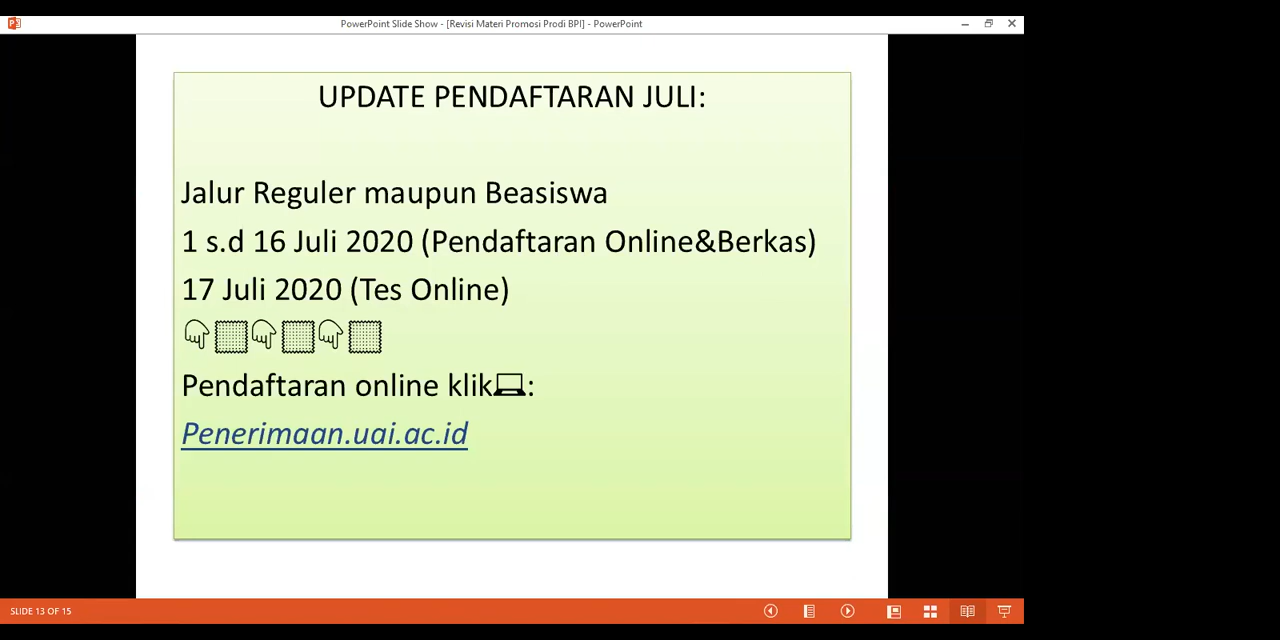 PowerPoint Slide Show - [Revisi Materi Promosi Prodi BPI] - PowerPoint
UPDATE PENDAFTARAN JULI:
Jalur Reguler maupun Beasiswa
1 s.d 16 Juli 2020 (Pendaftaran Online&Berkas)
17 Juli 2020 (Tes Online)
Pendaftaran online klik💻:
Penerimaan.uai.ac.id
SLIDE 13 OF 15